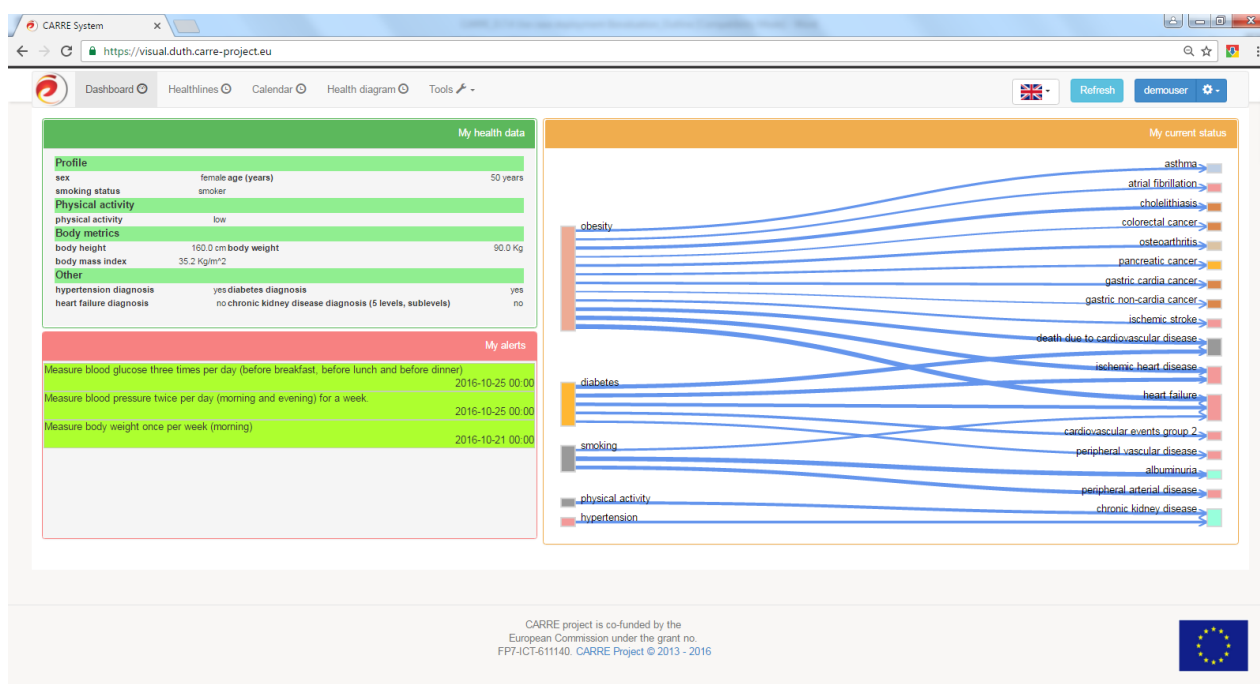 CARRE System
https://visual.duth.carre-project.eu
Dashboard
Healthlines
Calendar
Health diagram
Tools
Refresh
demouser
My health data
Profile
sex female age (years) 50 years
smoking status smoker
Physical activity
physical activity low
Body metrics
body height 160.0 cm body weight 90.0 Kg
body mass index 35.2 Kg/m^2
Other
hypertension diagnosis yes diabetes diagnosis yes
heart failure diagnosis no chronic kidney disease diagnosis (5 levels, sublevels) no
My alerts
Measure blood glucose three times per day (before breakfast, before lunch and before dinner)
2016-10-25 00:00
Measure blood pressure twice per day (morning and evening) for a week.
2016-10-25 00:00
Measure body weight once per week (morning)
2016-10-21 00:00
My current status
obesity
diabetes
smoking
physical activity
hypertension
asthma
atrial fibrillation
cholelithiasis
colorectal cancer
osteoarthritis
pancreatic cancer
gastric cardia cancer
gastric non-cardia cancer
ischemic stroke
death due to cardiovascular disease
ischemic heart disease
heart failure
cardiovascular events group 2
peripheral vascular disease
albuminuria
peripheral arterial disease
chronic kidney disease
CARRE project is co-funded by the
European Commission under the grant no.
FP7-ICT-611140. CARRE Project © 2013 - 2016